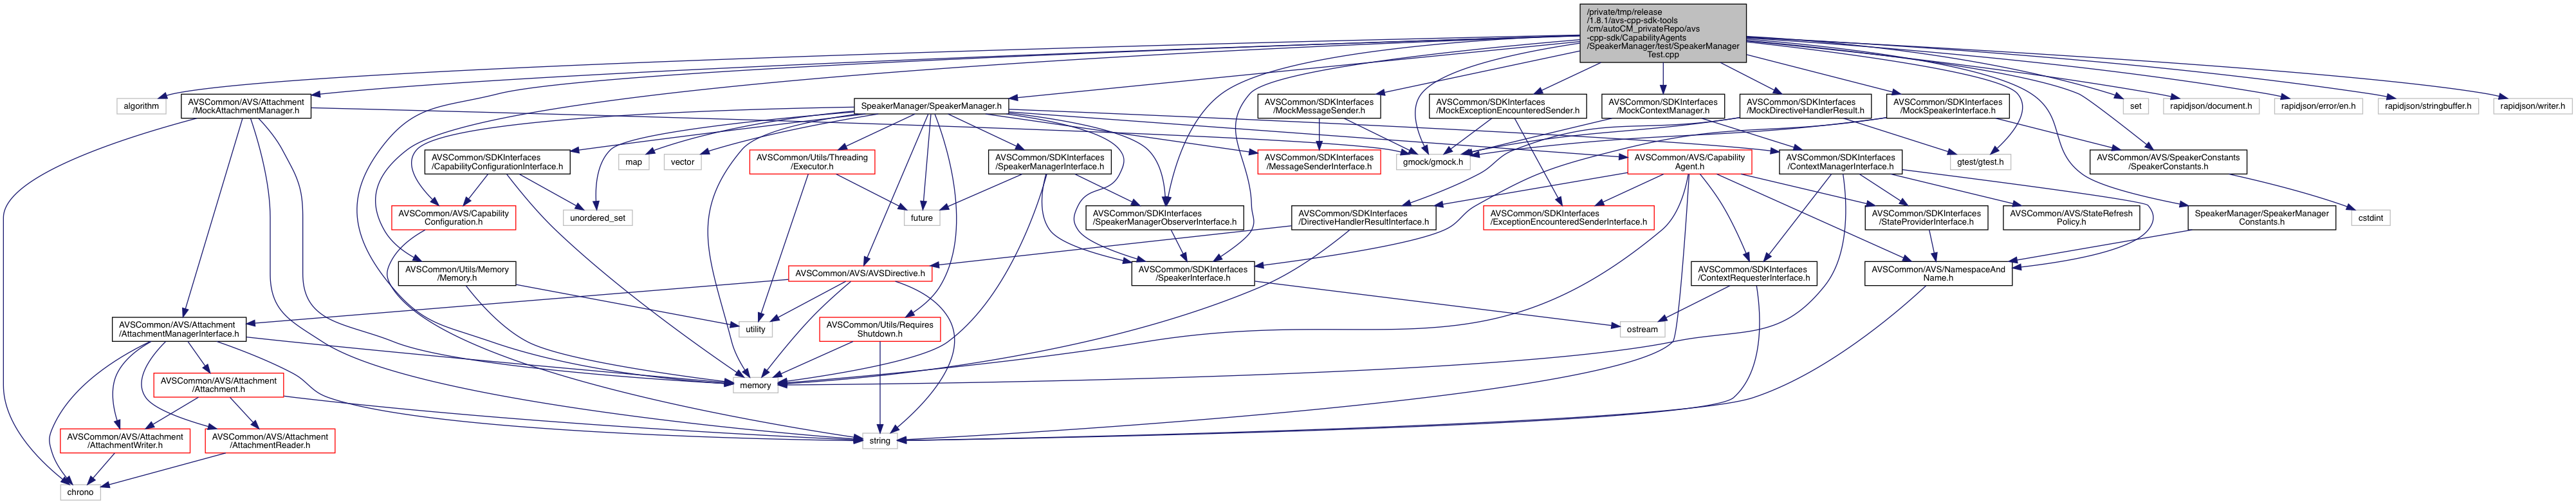 /private/tmp/release
/1.8.1/avs-cpp-sdk-tools
/cm/autoCM_privateRepo/avs
-cpp-sdk/CapabilityAgents
/SpeakerManager/test/SpeakerManager
Test.cpp
algorithm
AVSCommon/AVS/Attachment
/MockAttachmentManager.h
SpeakerManager/SpeakerManager.h
AVSCommon/SDKInterfaces
/MockMessageSender.h
AVSCommon/SDKInterfaces
/MockExceptionEncounteredSender.h
AVSCommon/SDKInterfaces
/MockContextManager.h
AVSCommon/SDKInterfaces
/MockDirectiveHandlerResult.h
AVSCommon/SDKInterfaces
/MockSpeakerInterface.h
set
rapidjson/document.h
rapidjson/error/en.h
rapidjson/stringbuffer.h
rapidjson/writer.h
AVSCommon/SDKInterfaces
/CapabilityConfigurationInterface.h
map
vector
AVSCommon/Utils/Threading
/Executor.h
AVSCommon/SDKInterfaces
/SpeakerManagerInterface.h
AVSCommon/SDKInterfaces
/MessageSenderInterface.h
gmock/gmock.h
AVSCommon/AVS/Capability
Agent.h
AVSCommon/SDKInterfaces
/ContextManagerInterface.h
gtest/gtest.h
AVSCommon/AVS/SpeakerConstants
/SpeakerConstants.h
AVSCommon/AVS/Capability
Configuration.h
unordered_set
future
AVSCommon/SDKInterfaces
/SpeakerManagerObserverInterface.h
AVSCommon/SDKInterfaces
/DirectiveHandlerResultInterface.h
AVSCommon/SDKInterfaces
/ExceptionEncounteredSenderInterface.h
AVSCommon/SDKInterfaces
/StateProviderInterface.h
AVSCommon/AVS/StateRefresh
Policy.h
SpeakerManager/SpeakerManager
Constants.h
cstdint
AVSCommon/Utils/Memory
/Memory.h
AVSCommon/AVS/AVSDirective.h
AVSCommon/SDKInterfaces
/SpeakerInterface.h
AVSCommon/SDKInterfaces
/ContextRequesterInterface.h
AVSCommon/AVS/NamespaceAnd
Name.h
AVSCommon/AVS/Attachment
/AttachmentManagerInterface.h
utility
AVSCommon/Utils/Requires
Shutdown.h
ostream
AVSCommon/AVS/Attachment
/Attachment.h
memory
AVSCommon/AVS/Attachment
/AttachmentWriter.h
AVSCommon/AVS/Attachment
/AttachmentReader.h
string
chrono